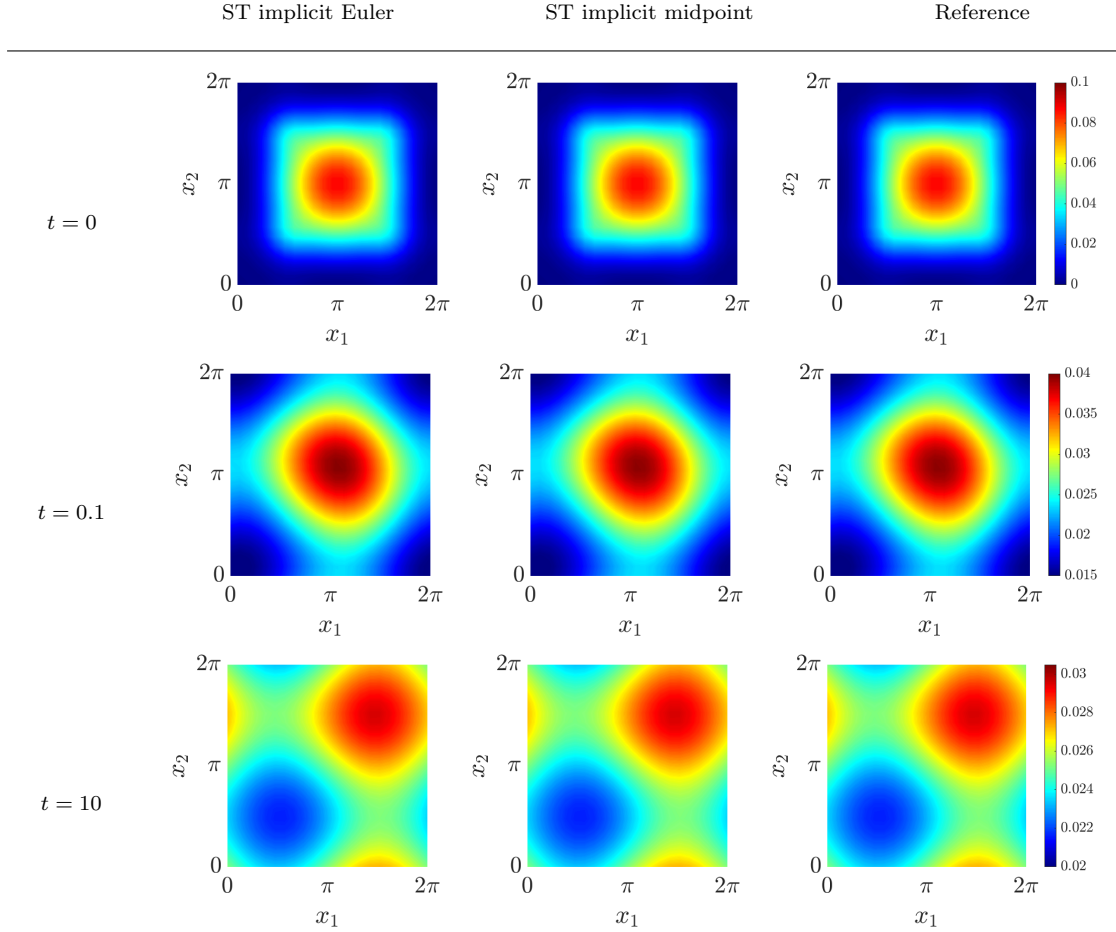 ST implicit Euler ST implicit midpoint Reference
t = 0
2π 2π 2π 0.1
0.08
x₂ π x₂ π x₂ π 0.06
0.04
0.02
0 0 0 0
0 π 2π 0 π 2π 0 π 2π
x₁ x₁ x₁
t = 0.1
2π 2π 2π 0.04
0.035
x₂ π x₂ π x₂ π 0.03
0.025
0.02
0 0 0 0.015
0 π 2π 0 π 2π 0 π 2π
x₁ x₁ x₁
t = 10
2π 2π 2π 0.03
0.028
x₂ π x₂ π x₂ π 0.026
0.024
0.022
0 0 0 0.02
0 π 2π 0 π 2π 0 π 2π
x₁ x₁ x₁